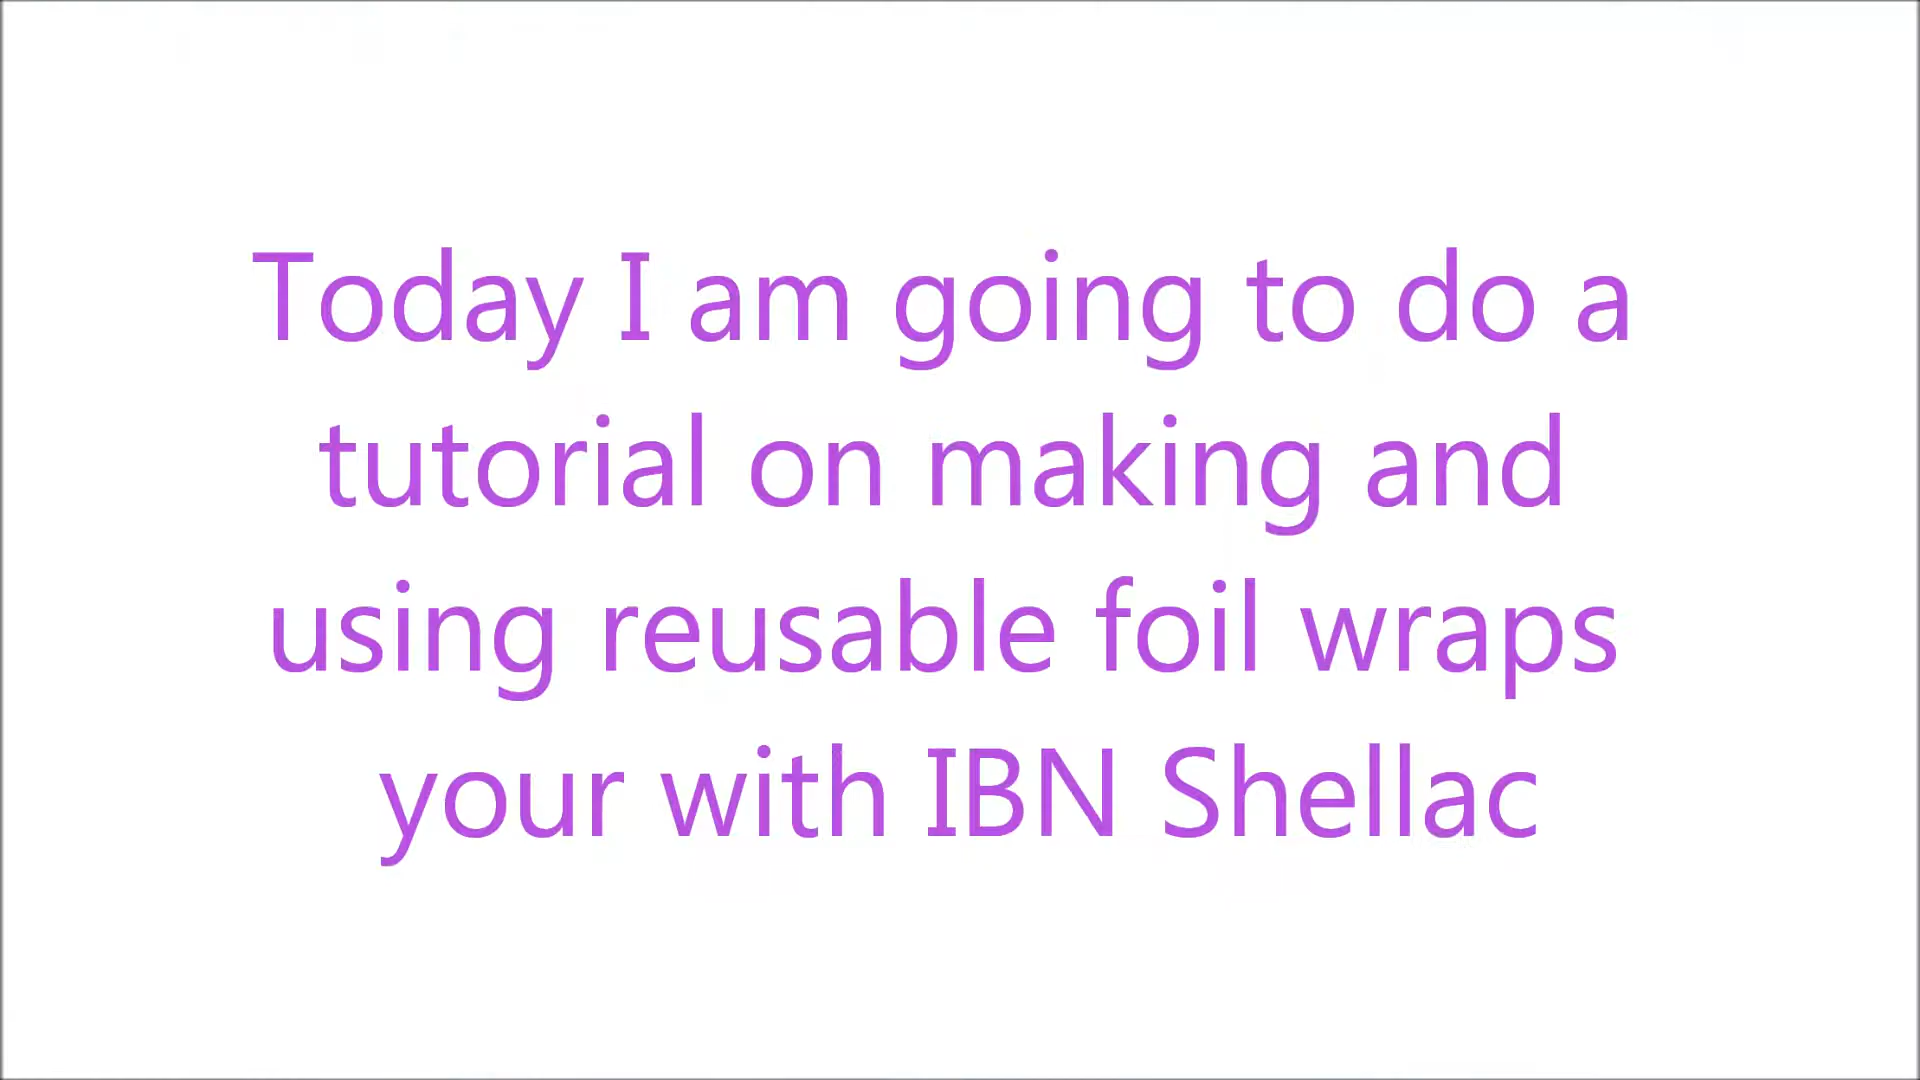 Today I am going to do a
tutorial on making and
using reusable foil wraps
your with IBN Shellac